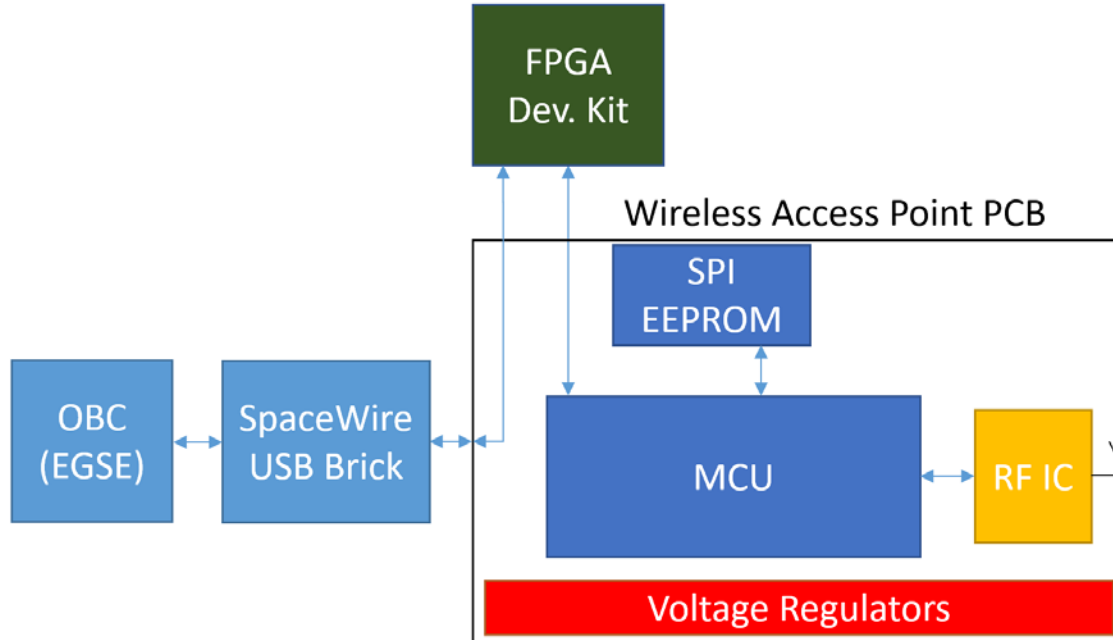 FPGA
Dev. Kit
Wireless Access Point PCB
SPI
EEPROM
OBC
(EGSE)
SpaceWire
USB Brick
MCU
RF IC
Voltage Regulators